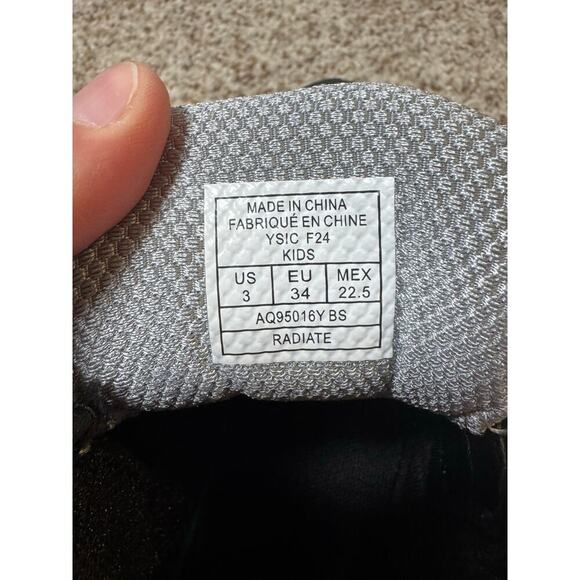 MADE IN CHINA
FABRIQUÉ EN CHINE
YSIC F24
KIDS
US EU MEX
3 34 22.5
AQ95016Y BS
RADIATE